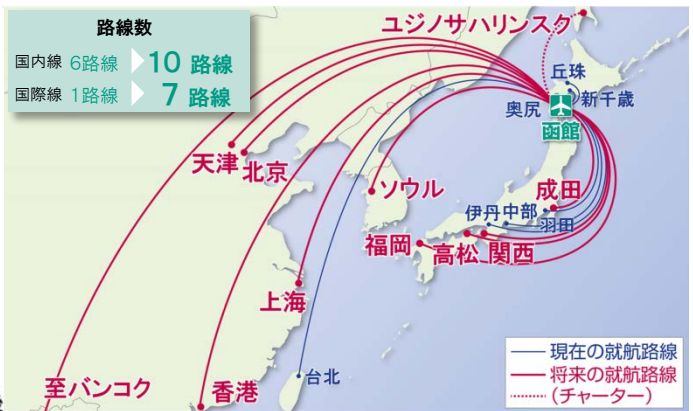 路線数
国内線 6路線 10 路線
国際線 1路線 7 路線
ユジノサハリンスク
丘珠
新千歳
奥尻
函館
天津
北京
ソウル
成田
伊丹
中部
羽田
福岡
高松
関西
上海
台北
至バンコク
香港
現在の就航路線
将来の就航路線
(チャーター)